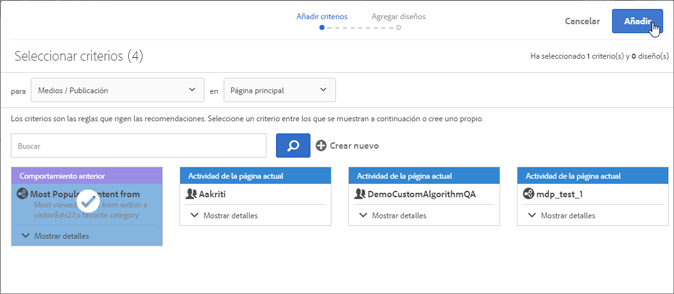 Añadir criterios
Agregar diseños
Cancelar
Añadir
Seleccionar criterios (4)
Ha seleccionado 1 criterio(s) y 0 diseño(s)
para
Medios / Publicación
en
Página principal
Los criterios son las reglas que rigen las recomendaciones. Seleccione un criterio entre los que se muestran a continuación o cree uno propio.
Buscar
Crear nuevo
Comportamiento anterior
Most Popular Content from
Most viewed from within a
visitor&#x27;s favorite category
Mostrar detalles
Actividad de la página actual
Aakriti
Mostrar detalles
Actividad de la página actual
DemoCustomAlgorithmQA
Mostrar detalles
Actividad de la página actual
mdp_test_1
Mostrar detalles